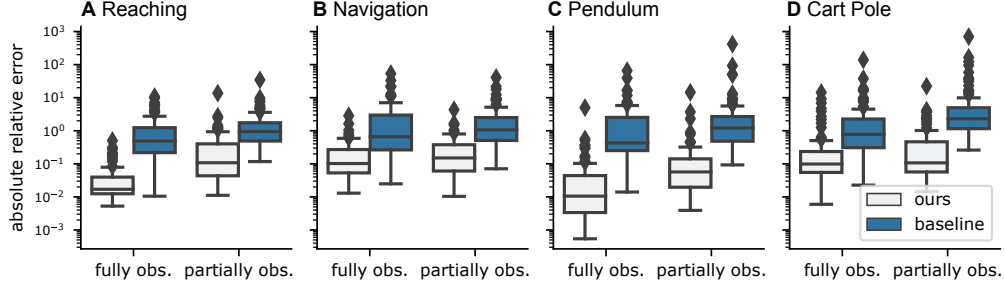 A Reaching
B Navigation
C Pendulum
D Cart Pole
absolute relative error
10³
10²
10¹
10⁰
10⁻¹
10⁻²
10⁻³
fully obs. partially obs.
fully obs. partially obs.
fully obs. partially obs.
fully obs. partially obs.
ours
baseline